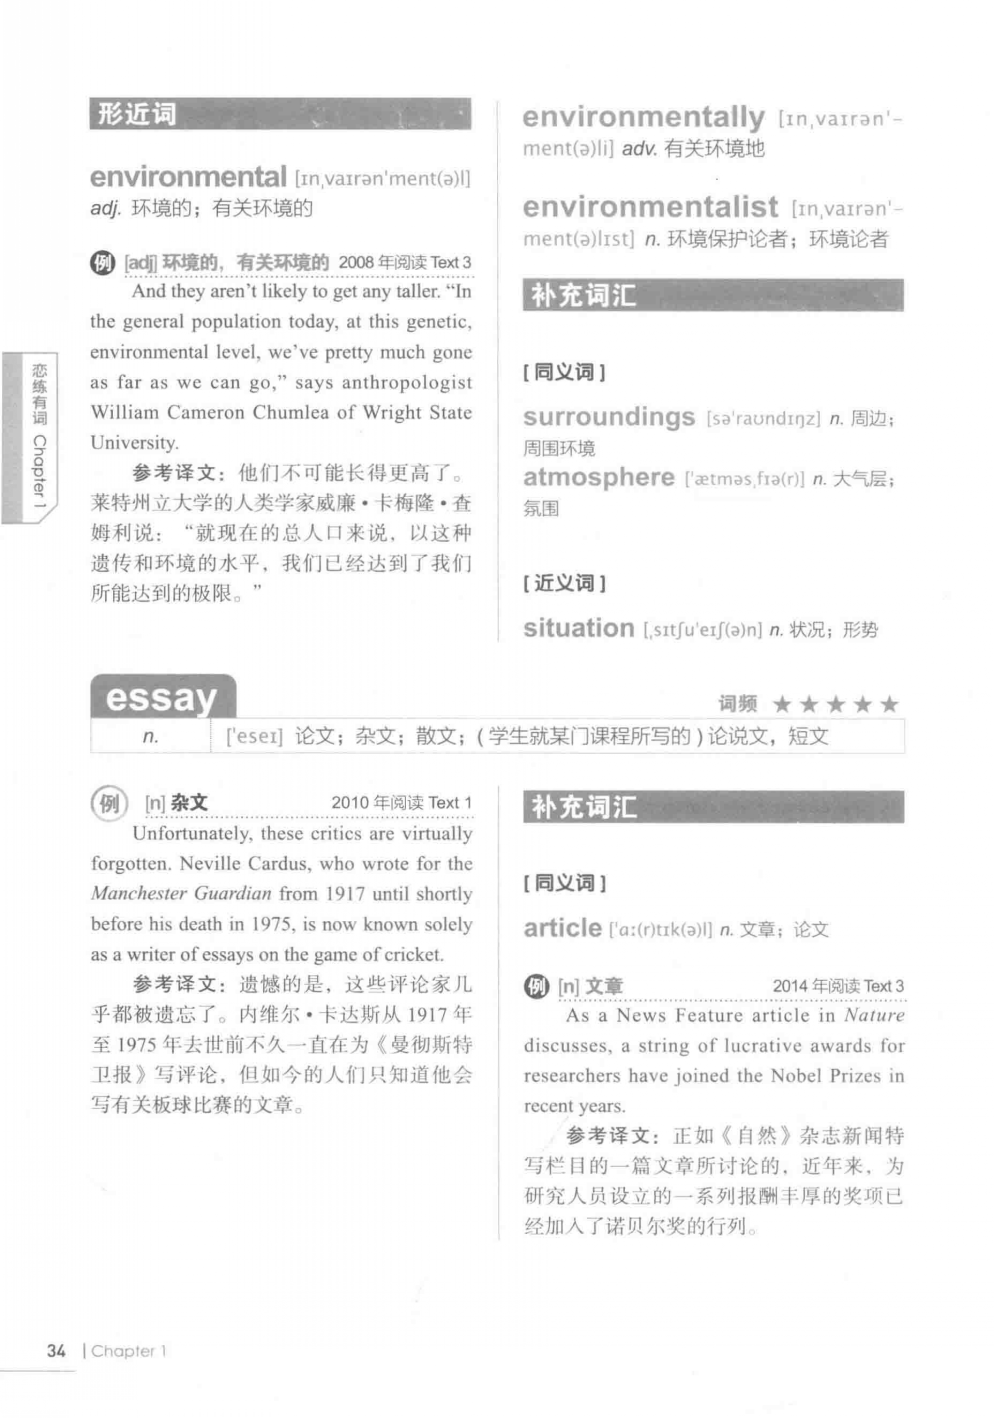 形近词
environmental [ɪn,vaɪrən'ment(ə)l]
adj. 环境的；有关环境的
例 [adj] 环境的，有关环境的 2008 年阅读 Text 3
And they aren't likely to get any taller. “In
the general population today, at this genetic,
environmental level, we've pretty much gone
as far as we can go,” says anthropologist
William Cameron Chumlea of Wright State
University.
参考译文：他们不可能长得更高了。
莱特州立大学的人类学家威廉·卡梅隆·查
姆利说：“就现在的总人口来说，以这种
遗传和环境的水平，我们已经达到了我们
所能达到的极限。”
environmentally [ɪn,vaɪrən'-
ment(ə)li] adv. 有关环境地
environmentalist [ɪn,vaɪrən'-
ment(ə)lɪst] n. 环境保护论者；环境论者
补充词汇
[ 同义词 ]
surroundings [sə'raʊndɪŋz] n. 周边；
周围环境
atmosphere ['ætməs,fɪə(r)] n. 大气层；
氛围
[ 近义词 ]
situation [,sɪtʃu'eɪʃ(ə)n] n. 状况；形势
恋练有词 Chapter 1
essay
词频 ★★★★★
n. ['eseɪ] 论文；杂文；散文；( 学生就某门课程所写的 ) 论说文，短文
例 [n] 杂文 2010 年阅读 Text 1
Unfortunately, these critics are virtually
forgotten. Neville Cardus, who wrote for the
Manchester Guardian from 1917 until shortly
before his death in 1975, is now known solely
as a writer of essays on the game of cricket.
参考译文：遗憾的是，这些评论家几
乎都被遗忘了。内维尔·卡达斯从 1917 年
至 1975 年去世前不久一直在为《曼彻斯特
卫报》写评论，但如今的人们只知道他会
写有关板球比赛的文章。
补充词汇
[ 同义词 ]
article ['ɑː(r)tɪk(ə)l] n. 文章；论文
例 [n] 文章 2014 年阅读 Text 3
As a News Feature article in Nature
discusses, a string of lucrative awards for
researchers have joined the Nobel Prizes in
recent years.
参考译文：正如《自然》杂志新闻特
写栏目的一篇文章所讨论的，近年来，为
研究人员设立的一系列报酬丰厚的奖项已
经加入了诺贝尔奖的行列。
34 | Chapter 1